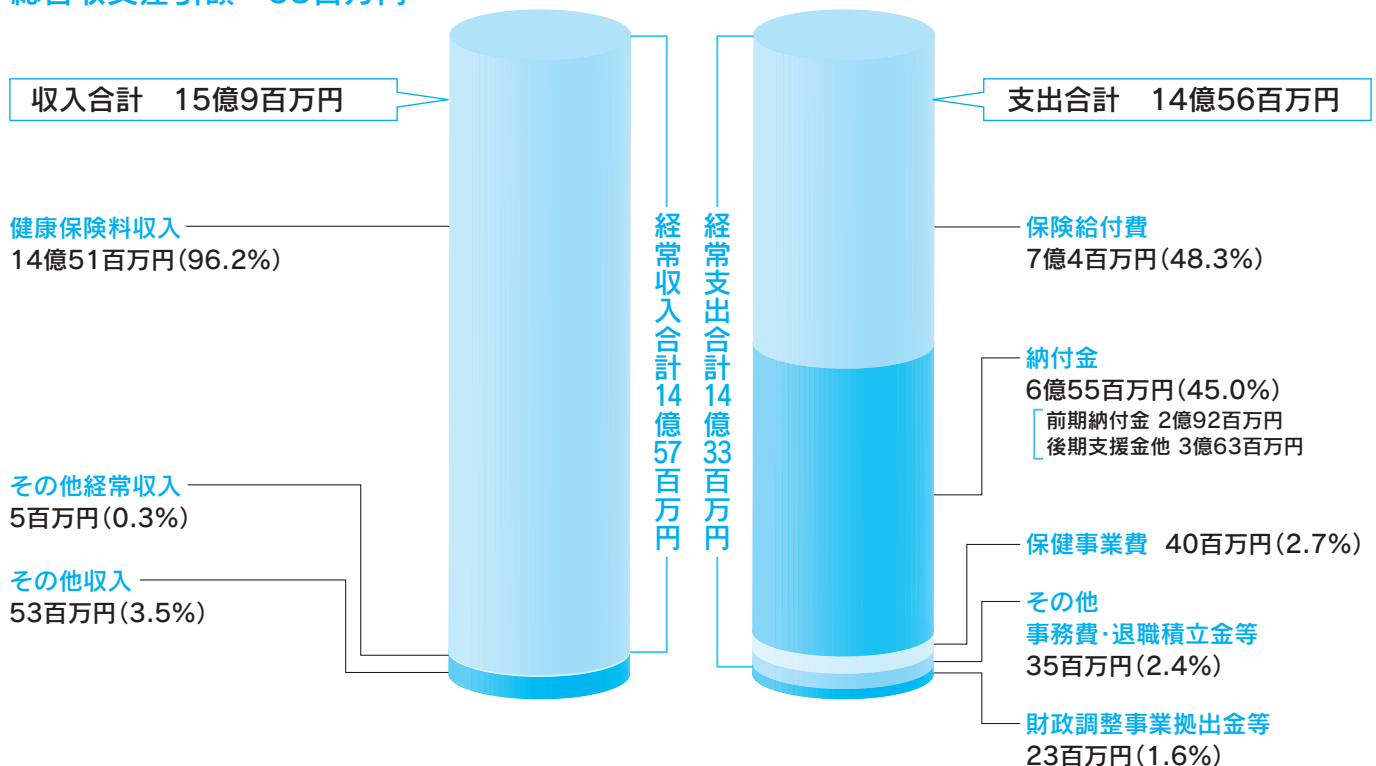 収入合計　15億9百万円
健康保険料収入
14億51百万円(96.2%)
その他経常収入
5百万円(0.3%)
その他収入
53百万円(3.5%)
経常収入合計14億57百万円
経常支出合計14億33百万円
支出合計　14億56百万円
保険給付費
7億4百万円(48.3%)
納付金
6億55百万円(45.0%)
前期納付金 2億92百万円
後期支援金他 3億63百万円
保健事業費 40百万円(2.7%)
その他
事務費・退職積立金等
35百万円(2.4%)
財政調整事業拠出金等
23百万円(1.6%)